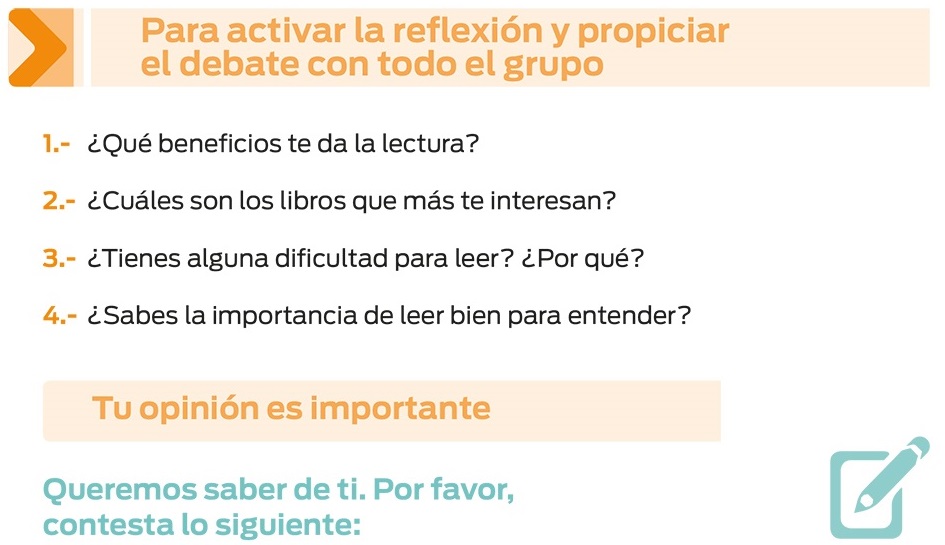 Para activar la reflexión y propiciar
el debate con todo el grupo
1.- ¿Qué beneficios te da la lectura?
2.- ¿Cuáles son los libros que más te interesan?
3.- ¿Tienes alguna dificultad para leer? ¿Por qué?
4.- ¿Sabes la importancia de leer bien para entender?
Tu opinión es importante
Queremos saber de ti. Por favor,
contesta lo siguiente: